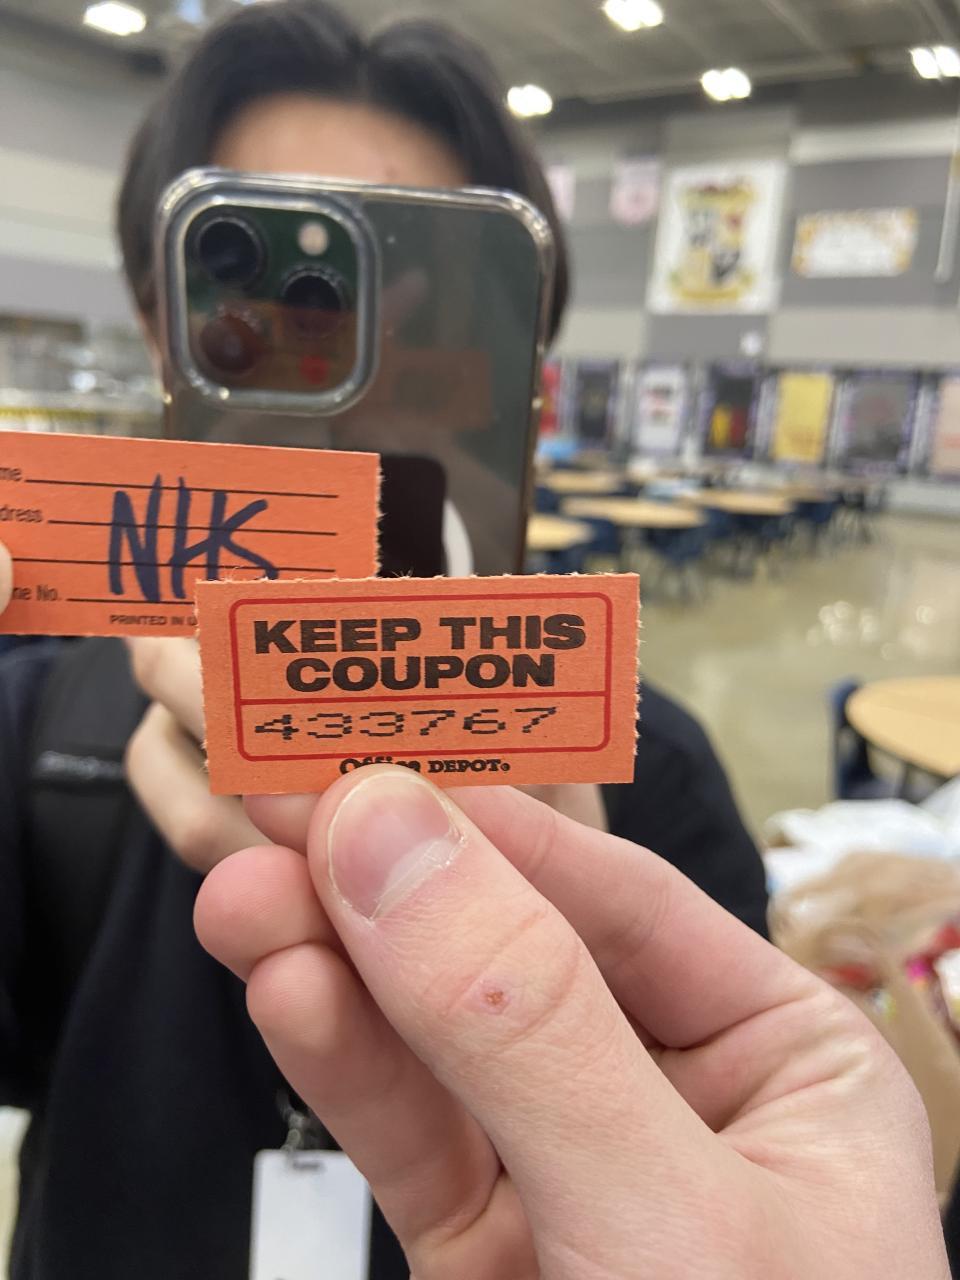 me
dress
NHS
ne No.
PRINTED IN U
KEEP THIS
COUPON
433767
Office DEPOT